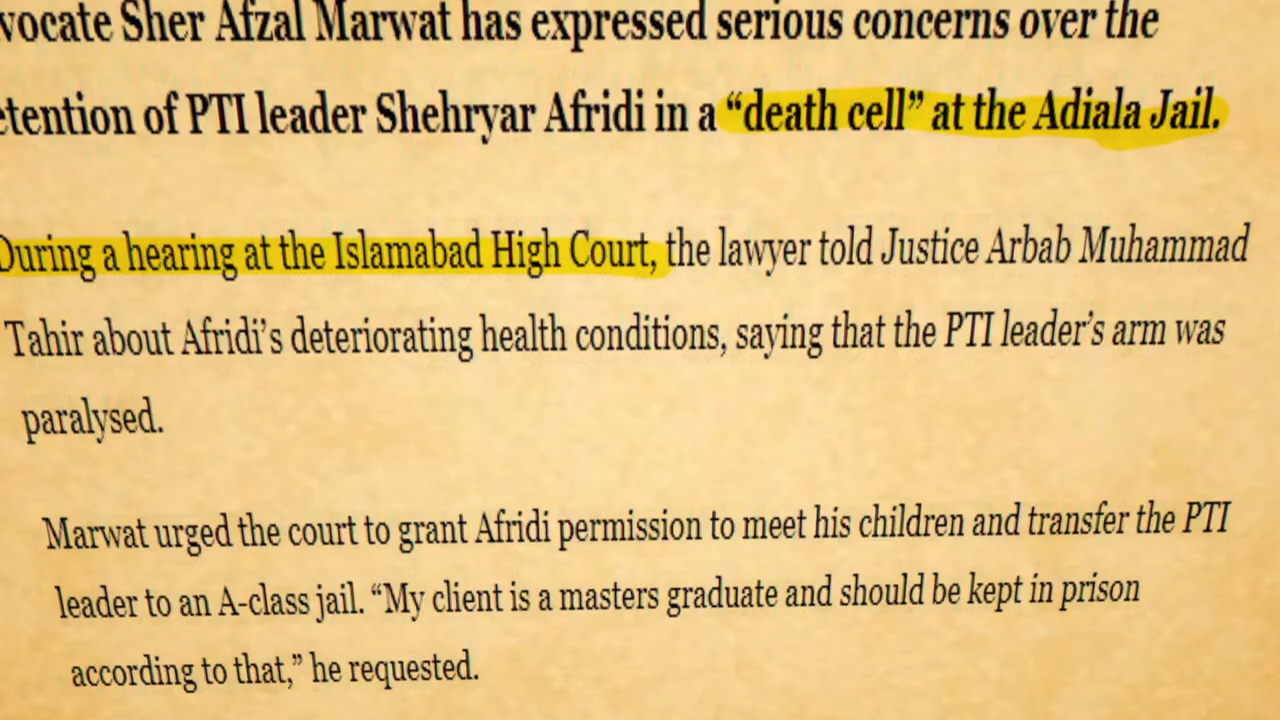 vocate Sher Afzal Marwat has expressed serious concerns over the
etention of PTI leader Shehryar Afridi in a “death cell” at the Adiala Jail.
During a hearing at the Islamabad High Court, the lawyer told Justice Arbab Muhammad
Tahir about Afridi’s deteriorating health conditions, saying that the PTI leader’s arm was
paralysed.
Marwat urged the court to grant Afridi permission to meet his children and transfer the PTI
leader to an A-class jail. “My client is a masters graduate and should be kept in prison
according to that,” he requested.